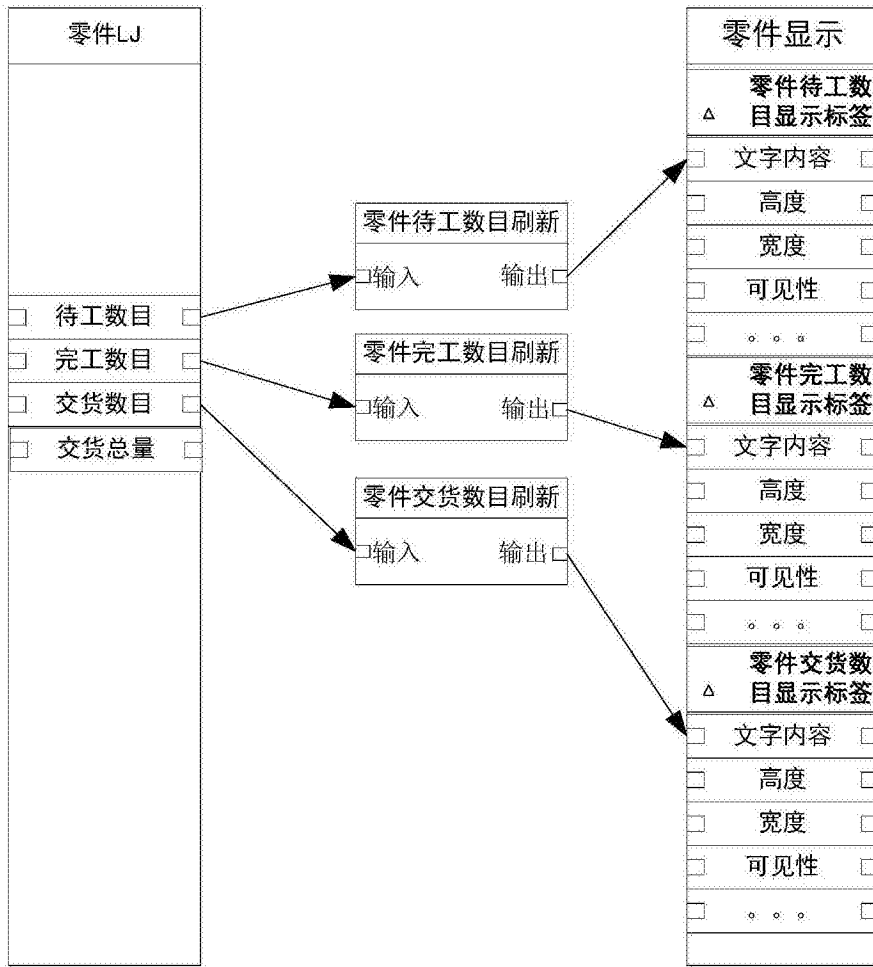 零件LJ
待工数目
完工数目
交货数目
交货总量
零件待工数目刷新
输入 输出
零件完工数目刷新
输入 输出
零件交货数目刷新
输入 输出
零件显示
零件待工数
目显示标签
文字内容
高度
宽度
可见性
。。。
零件完工数
目显示标签
文字内容
高度
宽度
可见性
。。。
零件交货数
目显示标签
文字内容
高度
宽度
可见性
。。。